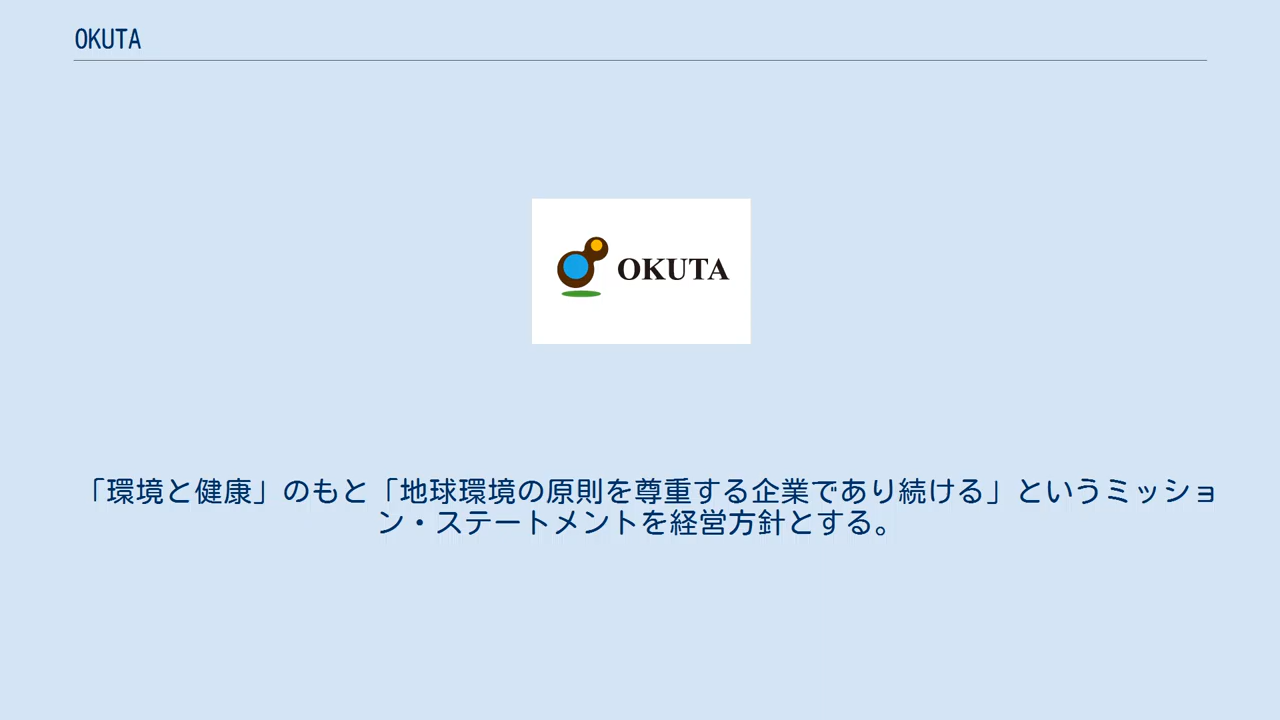 OKUTA
OKUTA
「環境と健康」のもと「地球環境の原則を尊重する企業であり続ける」というミッショ
ン・ステートメントを経営方針とする。